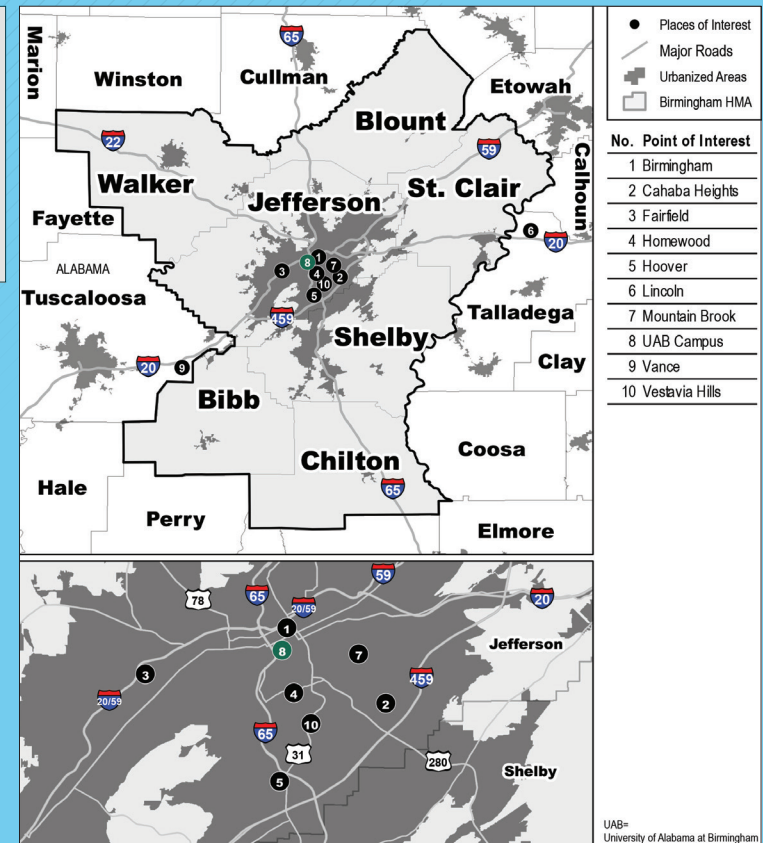 65
Marion
Winston
Cullman
Etowah
Blount
22
59
Calhoun
Walker
St. Clair
Jefferson
Fayette
6
20
1
8
7
3
4
2
10
5
ALABAMA
Tuscaloosa
459
Talladega
Shelby
20
9
Clay
Bibb
Coosa
Chilton
65
Hale
Perry
Elmore
Places of Interest
Major Roads
Urbanized Areas
Birmingham HMA
No. Point of Interest
1 Birmingham
2 Cahaba Heights
3 Fairfield
4 Homewood
5 Hoover
6 Lincoln
7 Mountain Brook
8 UAB Campus
9 Vance
10 Vestavia Hills
59
78
65
20/59
20
1
Jefferson
8
7
3
459
4
20/59
2
10
65
31
280
Shelby
5
UAB=
University of Alabama at Birmingham